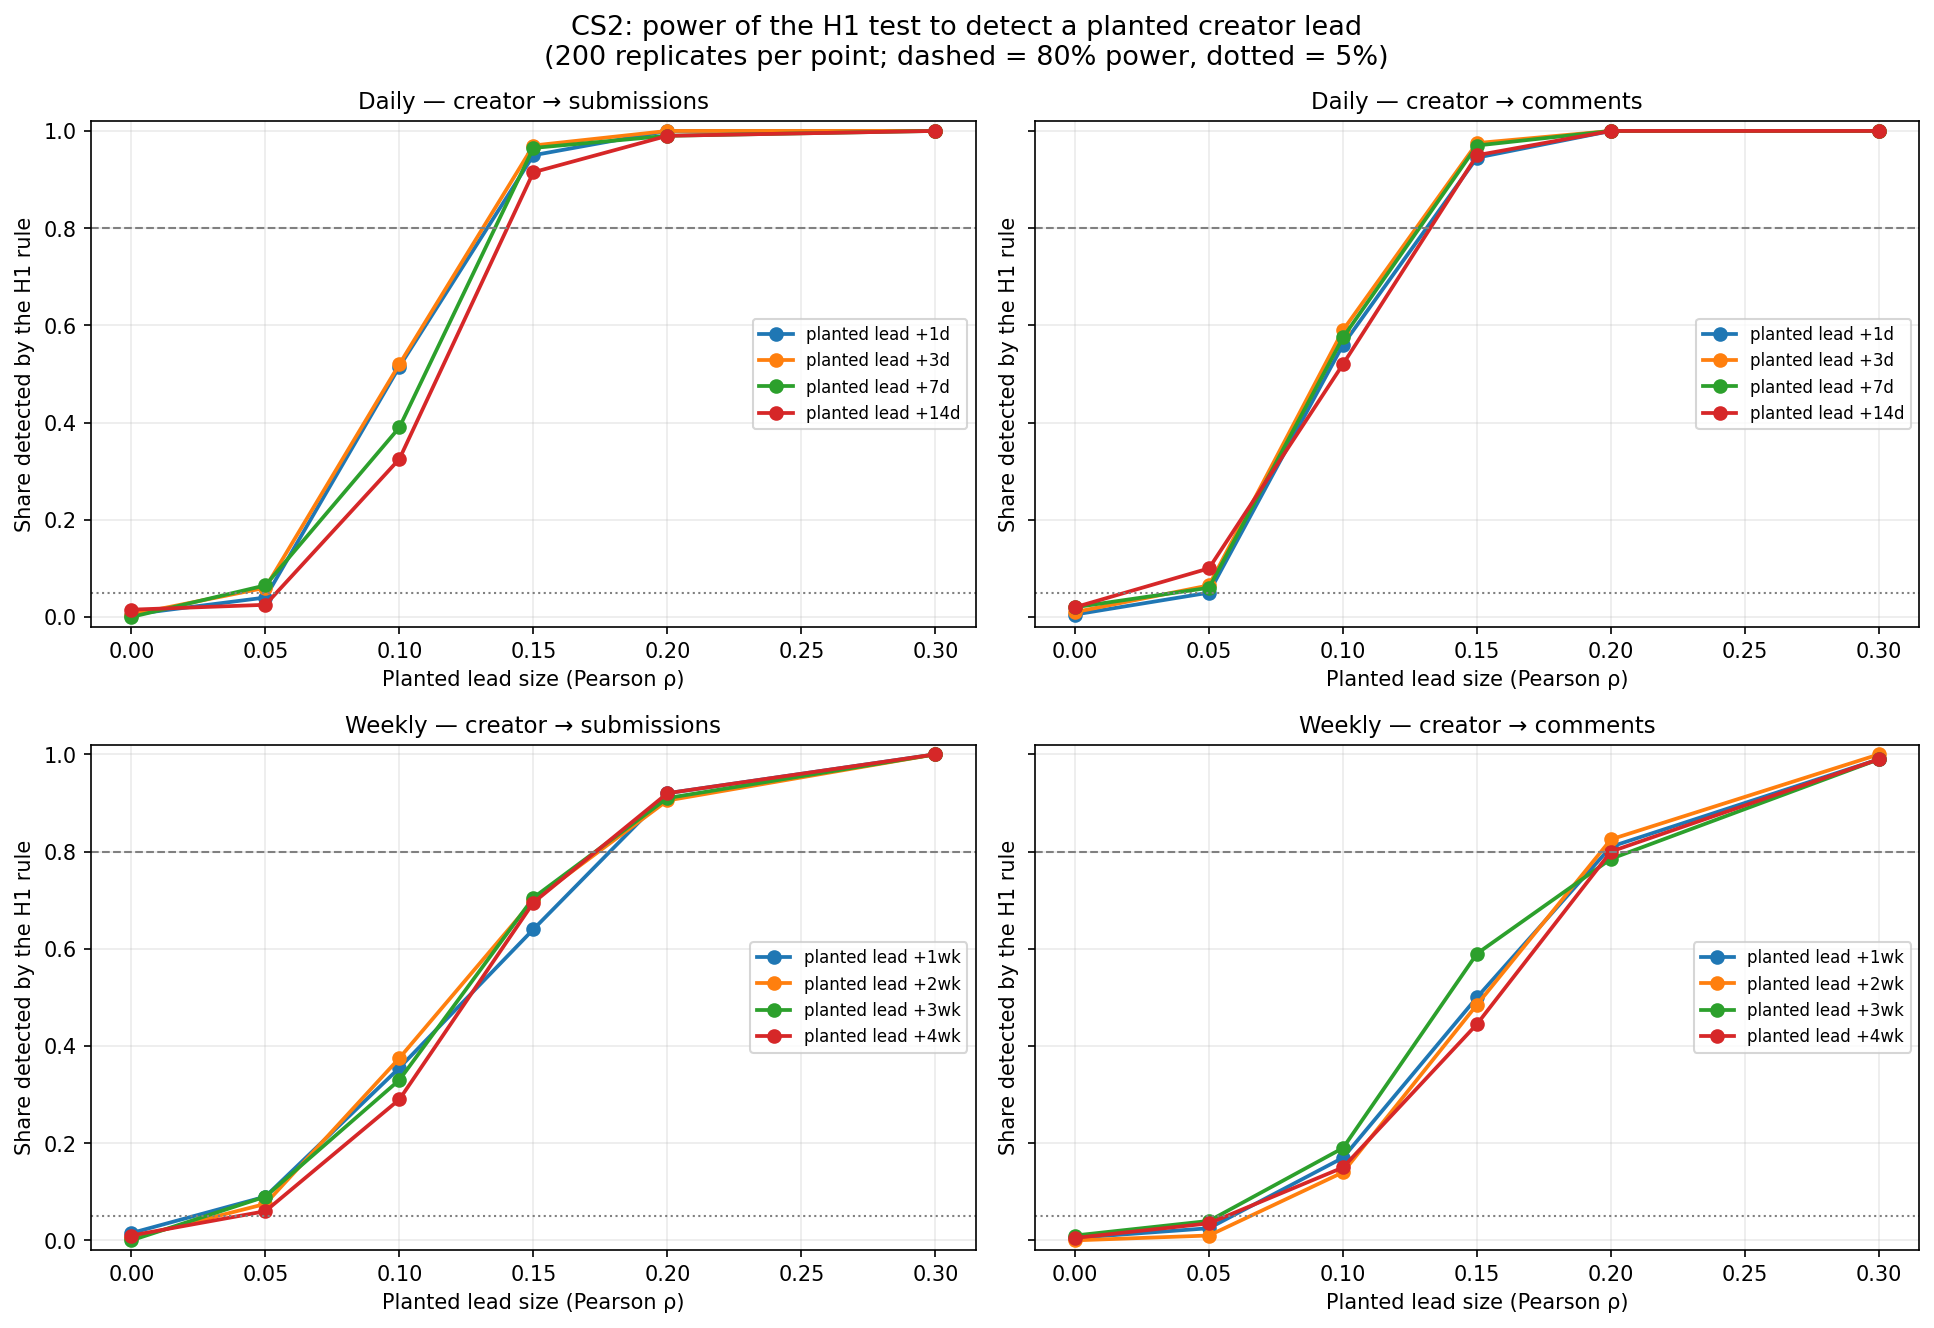 CS2: power of the H1 test to detect a planted creator lead
(200 replicates per point; dashed = 80% power, dotted = 5%)
Daily — creator → submissions
Share detected by the H1 rule
1.0
0.8
0.6
0.4
0.2
0.0
planted lead +1d
planted lead +3d
planted lead +7d
planted lead +14d
0.00 0.05 0.10 0.15 0.20 0.25 0.30
Planted lead size (Pearson ρ)
Daily — creator → comments
Share detected by the H1 rule
planted lead +1d
planted lead +3d
planted lead +7d
planted lead +14d
0.00 0.05 0.10 0.15 0.20 0.25 0.30
Planted lead size (Pearson ρ)
Weekly — creator → submissions
Share detected by the H1 rule
1.0
0.8
0.6
0.4
0.2
0.0
planted lead +1wk
planted lead +2wk
planted lead +3wk
planted lead +4wk
0.00 0.05 0.10 0.15 0.20 0.25 0.30
Planted lead size (Pearson ρ)
Weekly — creator → comments
Share detected by the H1 rule
planted lead +1wk
planted lead +2wk
planted lead +3wk
planted lead +4wk
0.00 0.05 0.10 0.15 0.20 0.25 0.30
Planted lead size (Pearson ρ)